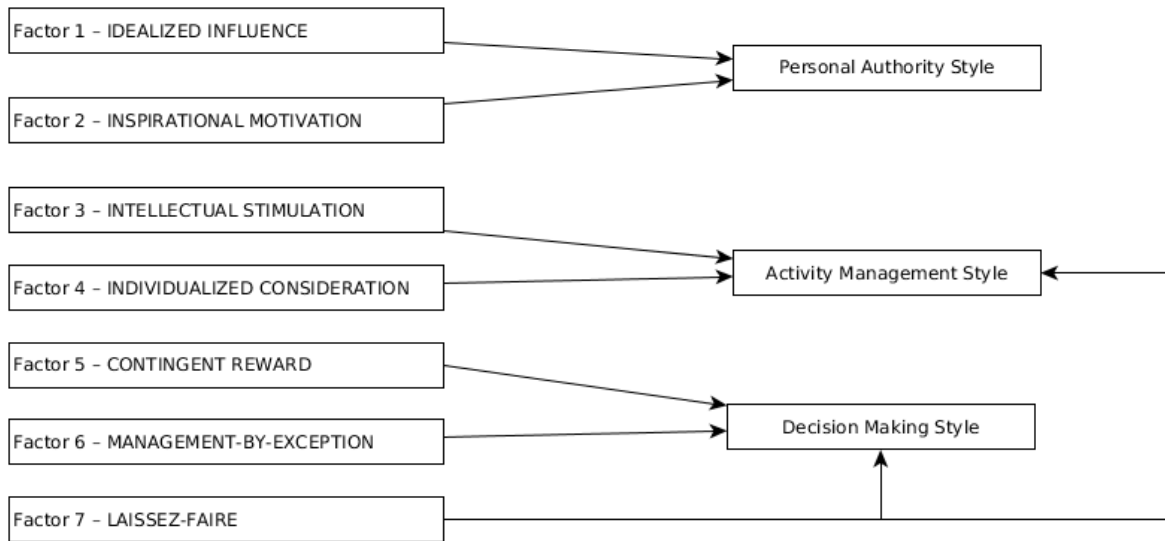 Factor 1 – IDEALIZED INFLUENCE
Personal Authority Style
Factor 2 – INSPIRATIONAL MOTIVATION
Factor 3 – INTELLECTUAL STIMULATION
Activity Management Style
Factor 4 – INDIVIDUALIZED CONSIDERATION
Factor 5 – CONTINGENT REWARD
Decision Making Style
Factor 6 – MANAGEMENT-BY-EXCEPTION
Factor 7 – LAISSEZ-FAIRE